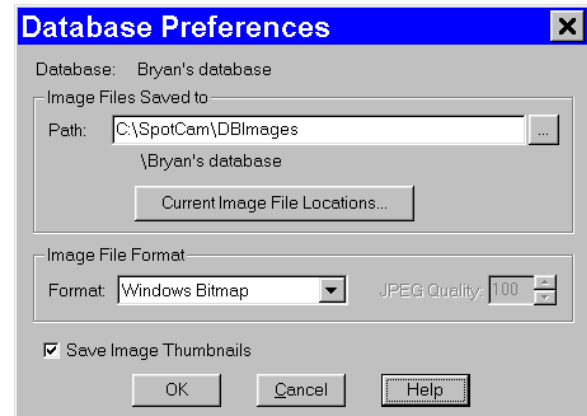 Database Preferences
Database: Bryan's database
Image Files Saved to
Path: C:\SpotCam\DBImages ...
\Bryan's database
Current Image File Locations...
Image File Format
Format: Windows Bitmap JPEG Quality: 100
Save Image Thumbnails
OK Cancel Help